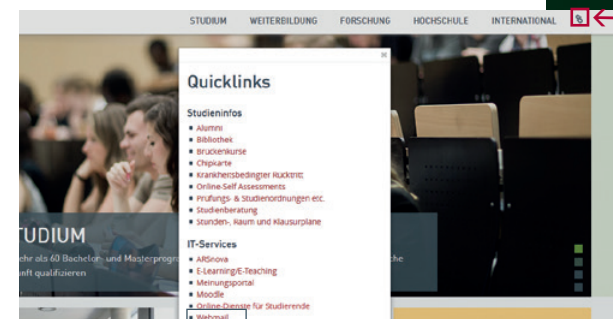 STUDIUM WEITERBILDUNG FORSCHUNG HOCHSCHULE INTERNATIONAL
Quicklinks
Studieninfos
Alumni
Bibliothek
Brückenkurse
Chipkarte
Krankheitsbedingter Rücktritt
Online-Self Assessments
Prüfungs- & Studienordnungen etc.
Studienberatung
Stunden-, Raum und Klausurpläne
TUDIUM
IT-Services
ehr als 60 Bachelor- und Masterprogr che
nft qualifizieren
ARSnova
E-Learning/E-Teaching
Meinungsportal
Moodle
Online-Dienste für Studierende
Webmail